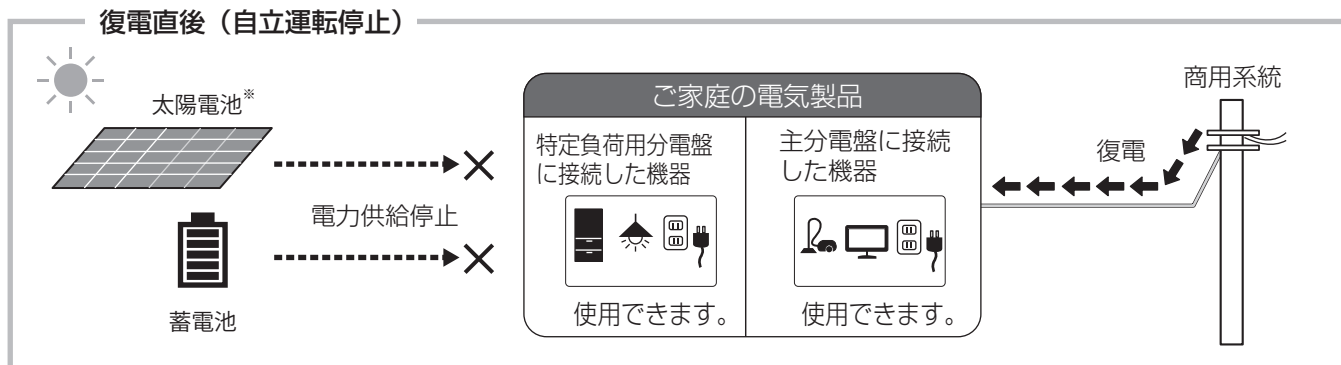 復電直後（自立運転停止）
太陽電池※
電力供給停止
蓄電池
ご家庭の電気製品
特定負荷用分電盤
に接続した機器
使用できます。
主分電盤に接続
した機器
使用できます。
商用系統
復電